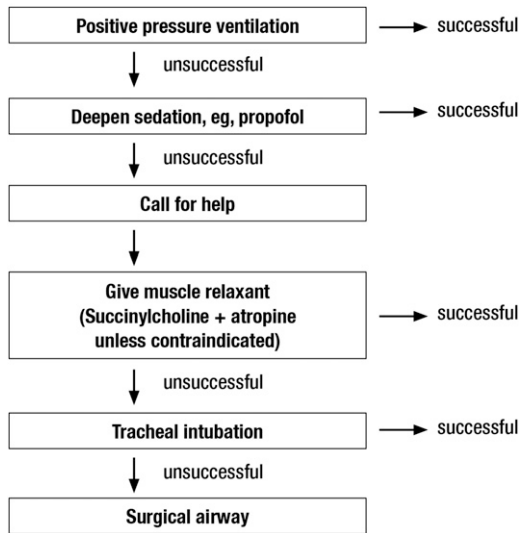 Positive pressure ventilation
successful
unsuccessful
Deepen sedation, eg, propofol
successful
unsuccessful
Call for help
Give muscle relaxant
(Succinylcholine + atropine
unless contraindicated)
successful
unsuccessful
Tracheal intubation
successful
unsuccessful
Surgical airway